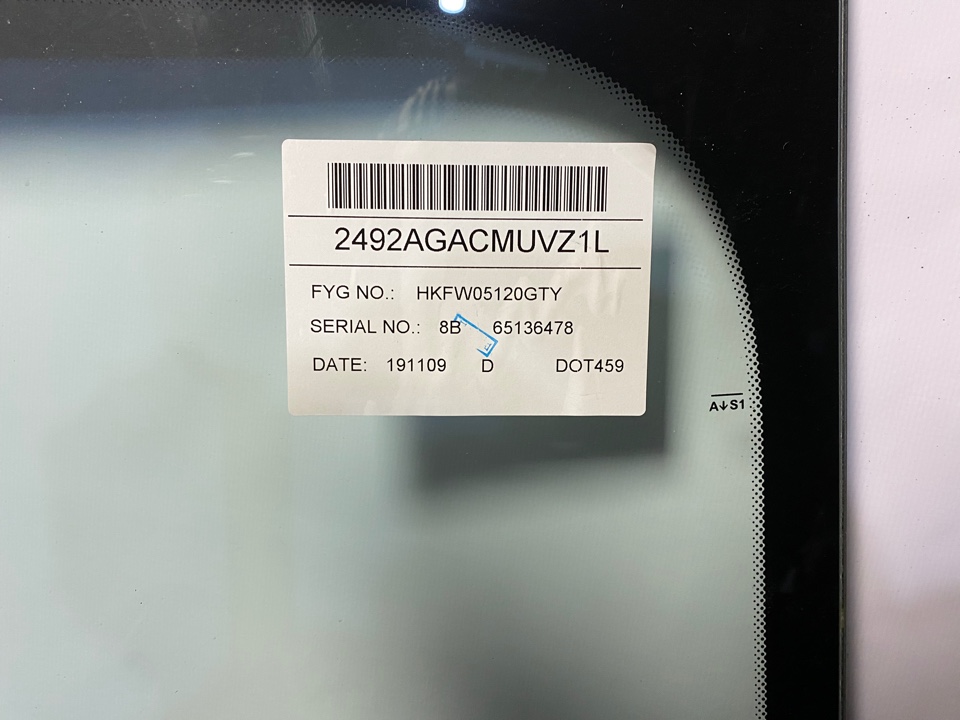 2492AGACMUVZ1L
FYG NO.: HKFW05120GTY
SERIAL NO.: 8B 65136478
DATE: 191109 D DOT459
A↓S1